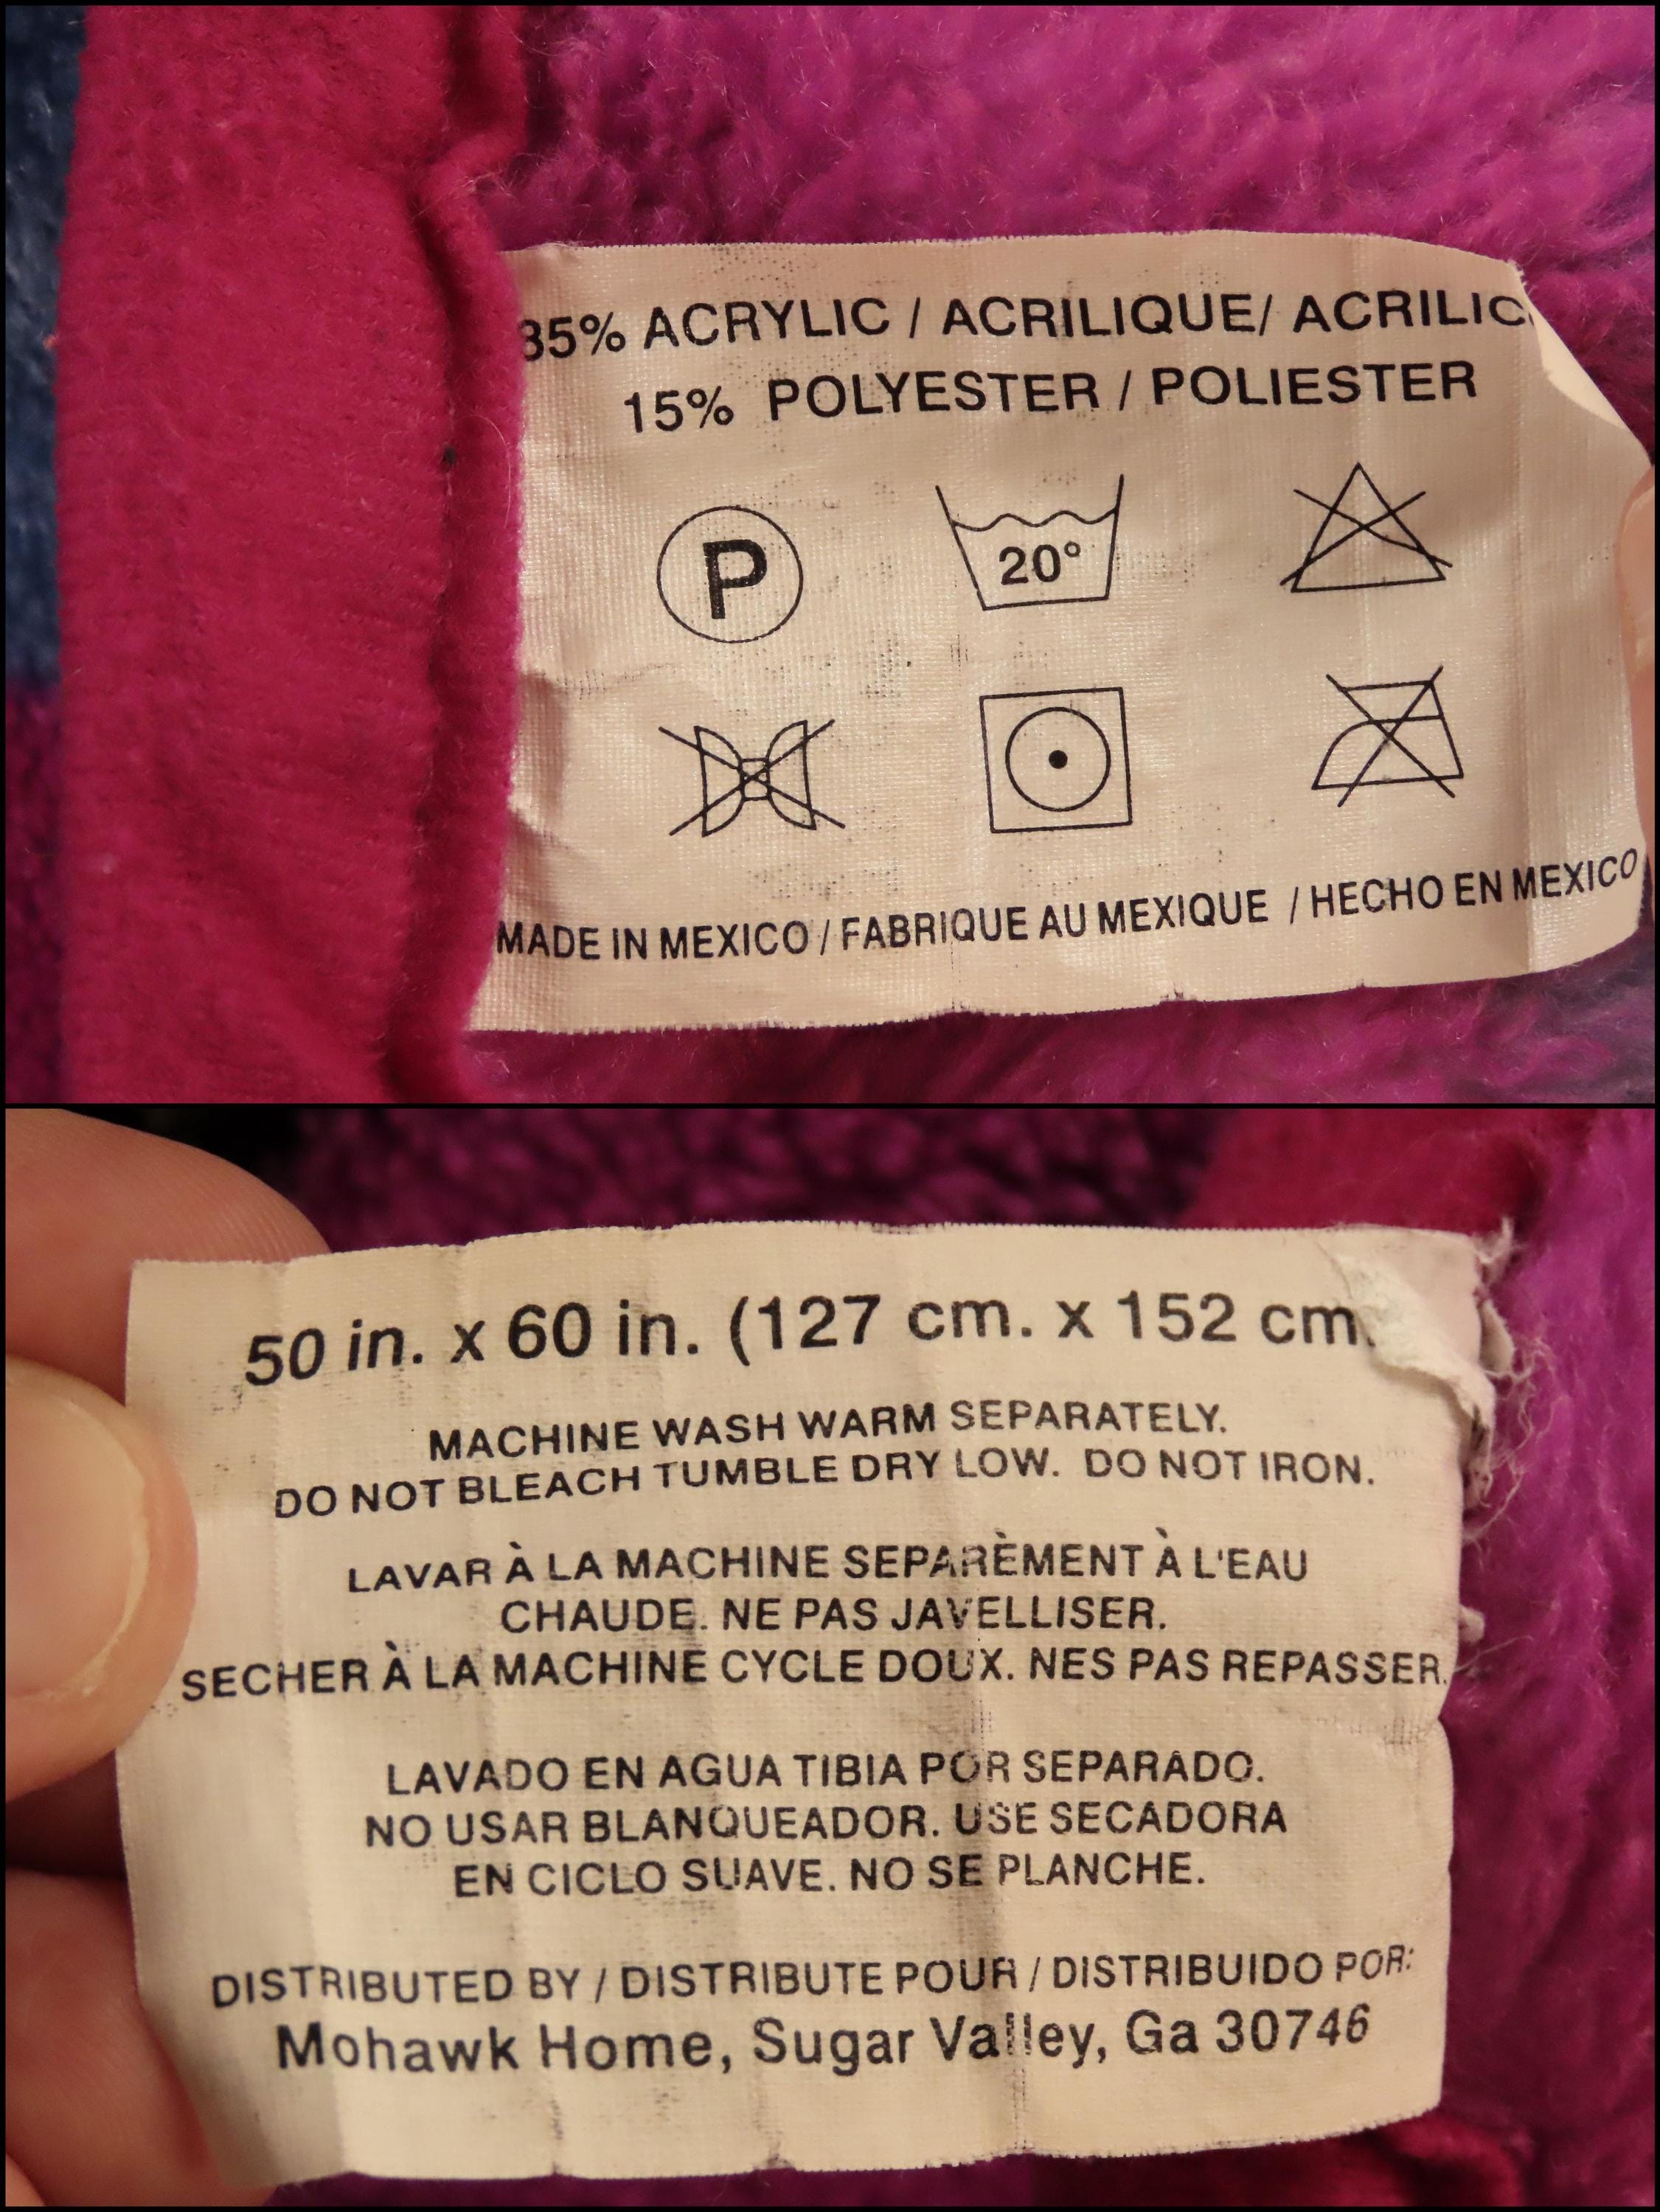 85% ACRYLIC / ACRILIQUE/ ACRILIC
15% POLYESTER / POLIESTER
P
20°
MADE IN MEXICO / FABRIQUE AU MEXIQUE / HECHO EN MEXICO
50 in. x 60 in. (127 cm. x 152 cm.
MACHINE WASH WARM SEPARATELY.
DO NOT BLEACH TUMBLE DRY LOW. DO NOT IRON.
LAVAR À LA MACHINE SEPARÈMENT À L'EAU
CHAUDE. NE PAS JAVELLISER.
SECHER À LA MACHINE CYCLE DOUX. NES PAS REPASSER.
LAVADO EN AGUA TIBIA POR SEPARADO.
NO USAR BLANQUEADOR. USE SECADORA
EN CICLO SUAVE. NO SE PLANCHE.
DISTRIBUTED BY / DISTRIBUTE POUR / DISTRIBUIDO POR:
Mohawk Home, Sugar Valley, Ga 30746